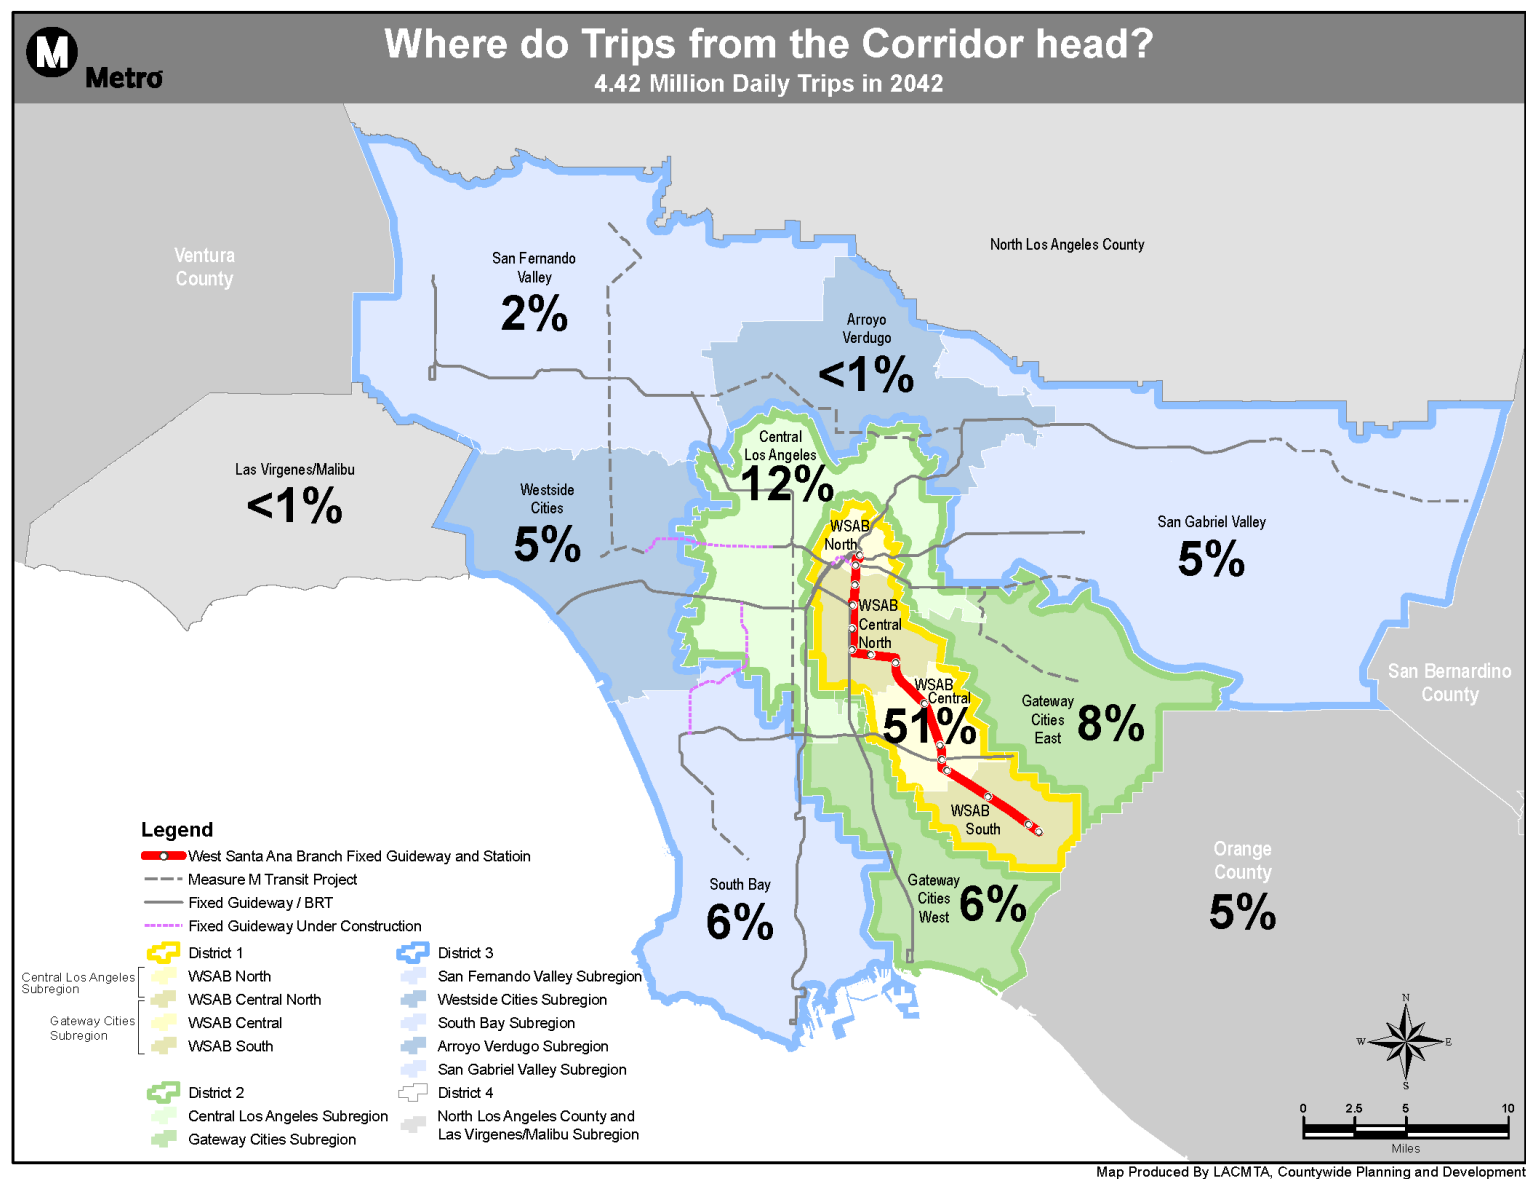 M
Metro
Where do Trips from the Corridor head?
4.42 Million Daily Trips in 2042
Ventura
County
North Los Angeles County
San Fernando
Valley
2%
Arroyo
Verdugo
<1%
Central
Los Angeles
12%
Las Virgenes/Malibu
<1%
Westside
Cities
5%
WSAB
North
San Gabriel Valley
5%
WSAB
Central
North
WSAB
Central
51%
Gateway
Cities
East
8%
San Bernardino
County
WSAB
South
South Bay
6%
Gateway
Cities
West
6%
Orange
County
5%
Legend
West Santa Ana Branch Fixed Guideway and Statioin
Measure M Transit Project
Fixed Guideway / BRT
Fixed Guideway Under Construction
District 1
Central Los Angeles
Subregion
WSAB North
WSAB Central North
Gateway Cities
Subregion
WSAB Central
WSAB South
District 2
Central Los Angeles Subregion
Gateway Cities Subregion
District 3
San Fernando Valley Subregion
Westside Cities Subregion
South Bay Subregion
Arroyo Verdugo Subregion
San Gabriel Valley Subregion
District 4
North Los Angeles County and
Las Virgenes/Malibu Subregion
N
W
E
S
0 2.5 5 10
Miles
Map Produced By LACMTA, Countywide Planning and Development